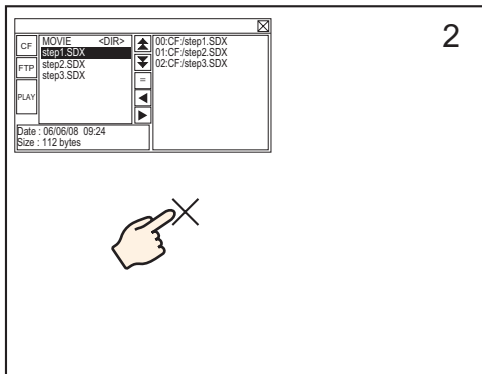 2
CF
FTP
PLAY
MOVIE <DIR>
step1.SDX
step2.SDX
step3.SDX
=
00:CF:/step1.SDX
01:CF:/step2.SDX
02:CF:/step3.SDX
Date : 06/06/08 09:24
Size : 112 bytes